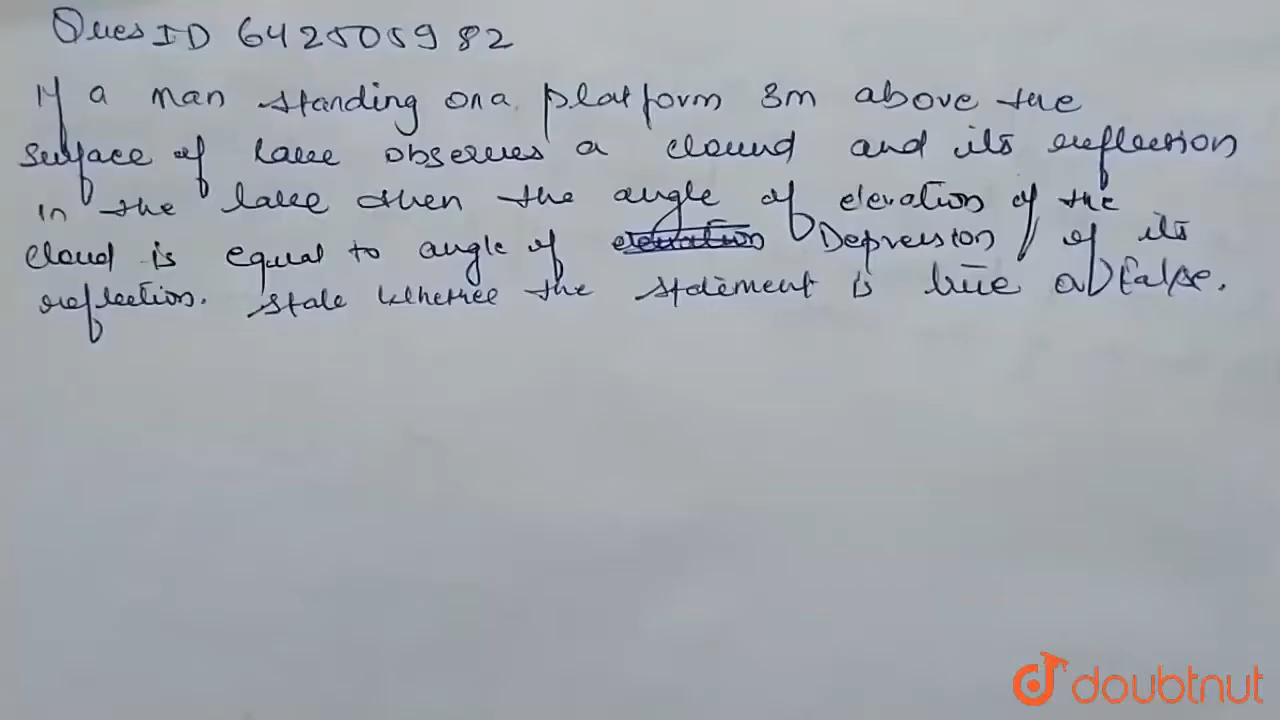 Ques ID 642505982
If a man standing on a platform 3m above the
surface of lake observes a cloud and its reflection
in the lake then the angle of elevation of the
cloud is equal to angle of elevation Depression of its
reflection. State whether the statement is true or false.
doubtnut